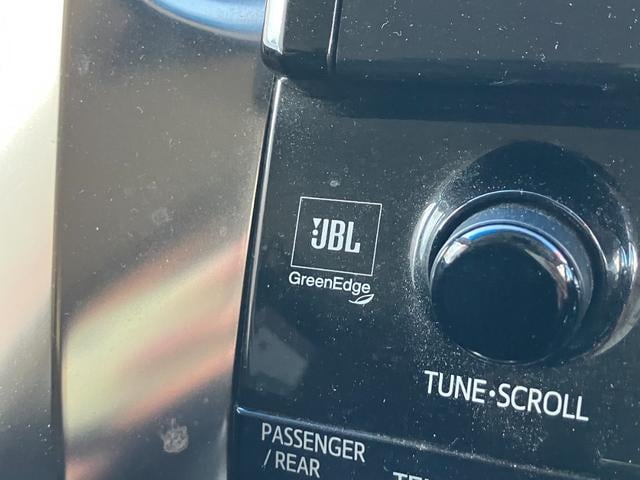 JBL
GreenEdge
TUNE•SCROLL
PASSENGER
/ REAR